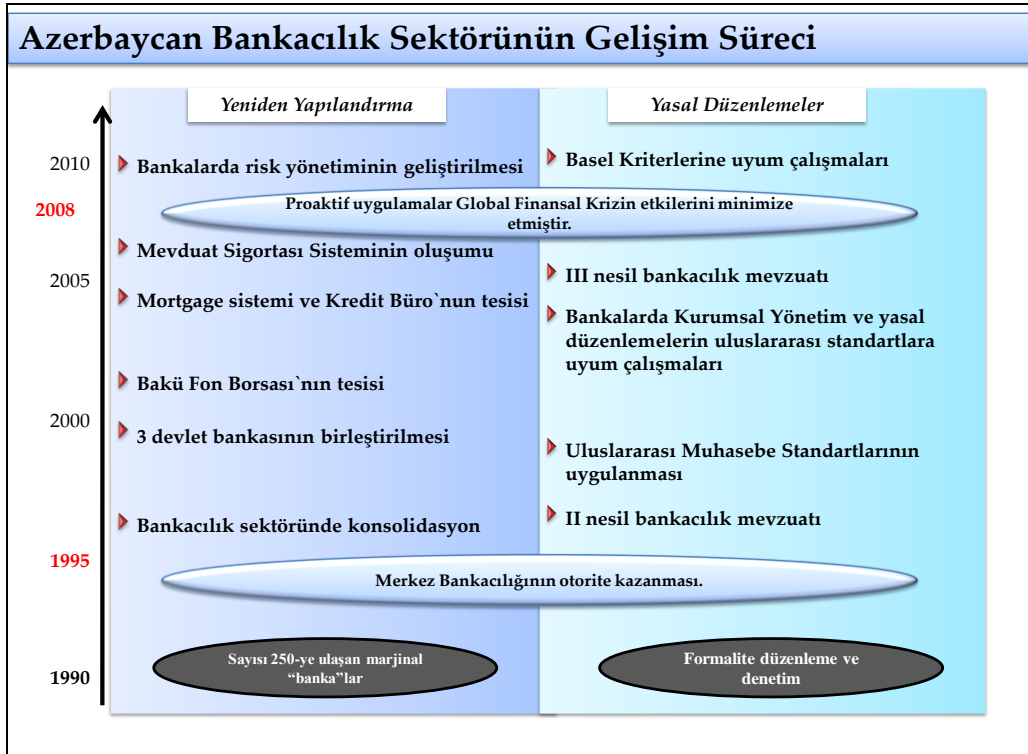 Azerbaycan Bankacılık Sektörünün Gelişim Süreci
Yeniden Yapılandırma
Yasal Düzenlemeler
2010
Bankalarda risk yönetiminin geliştirilmesi
Basel Kriterlerine uyum çalışmaları
2008
Proaktif uygulamalar Global Finansal Krizin etkilerini minimize
etmiştir.
Mevduat Sigortası Sisteminin oluşumu
2005
III nesil bankacılık mevzuatı
Mortgage sistemi ve Kredit Büro`nun tesisi
Bankalarda Kurumsal Yönetim ve yasal
düzenlemelerin uluslararası standartlara
uyum çalışmaları
Bakü Fon Borsası`nın tesisi
2000
3 devlet bankasının birleştirilmesi
Uluslararası Muhasebe Standartlarının
uygulanması
Bankacılık sektöründe konsolidasyon
II nesil bankacılık mevzuatı
1995
Merkez Bankacılığının otorite kazanması.
1990
Sayısı 250-ye ulaşan marjinal
“banka”lar
Formalite düzenleme ve
denetim